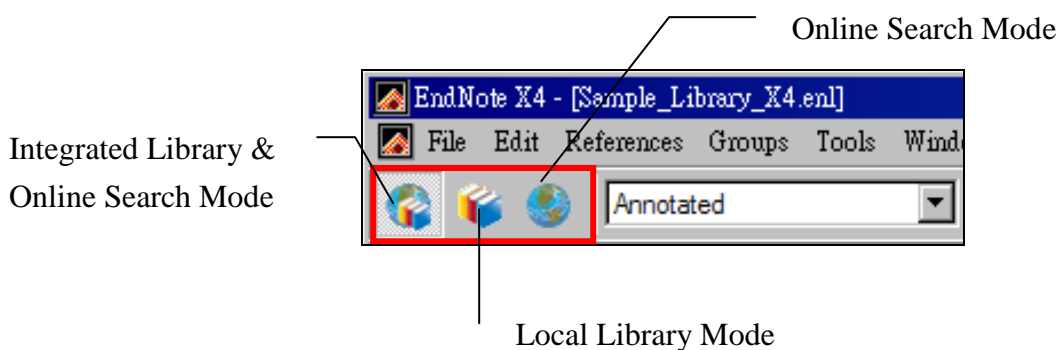 Online Search Mode
EndNote X4 - [Sample_Library_X4.enl]
File Edit References Groups Tools Wind
Integrated Library &
Online Search Mode
Annotated
Local Library Mode